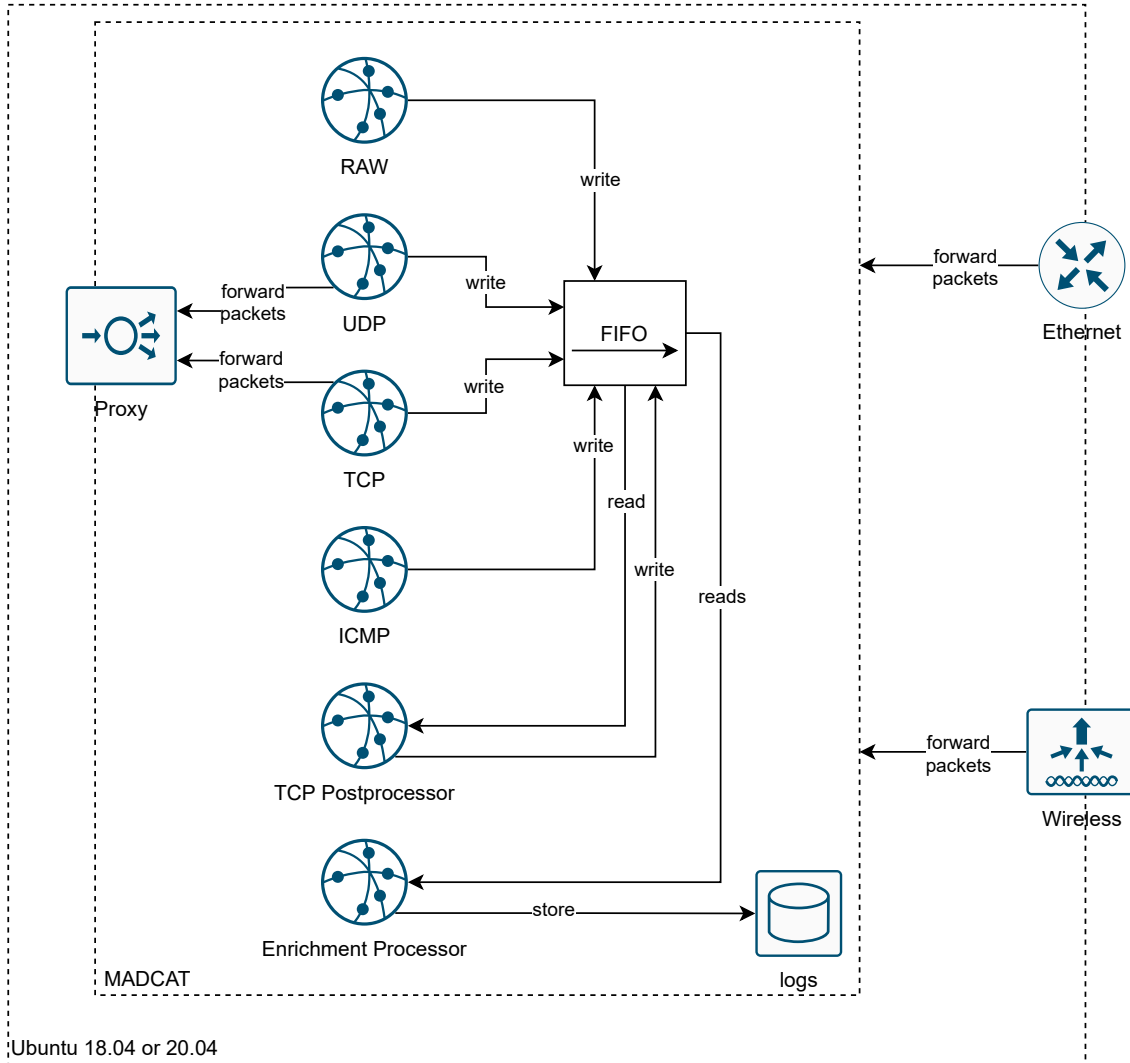 RAW
write
forward
packets
write
UDP
Proxy
forward
packets
write
TCP
FIFO
forward
packets
Ethernet
write
read
write
reads
ICMP
TCP Postprocessor
forward
packets
Wireless
store
Enrichment Processor
logs
MADCAT
Ubuntu 18.04 or 20.04